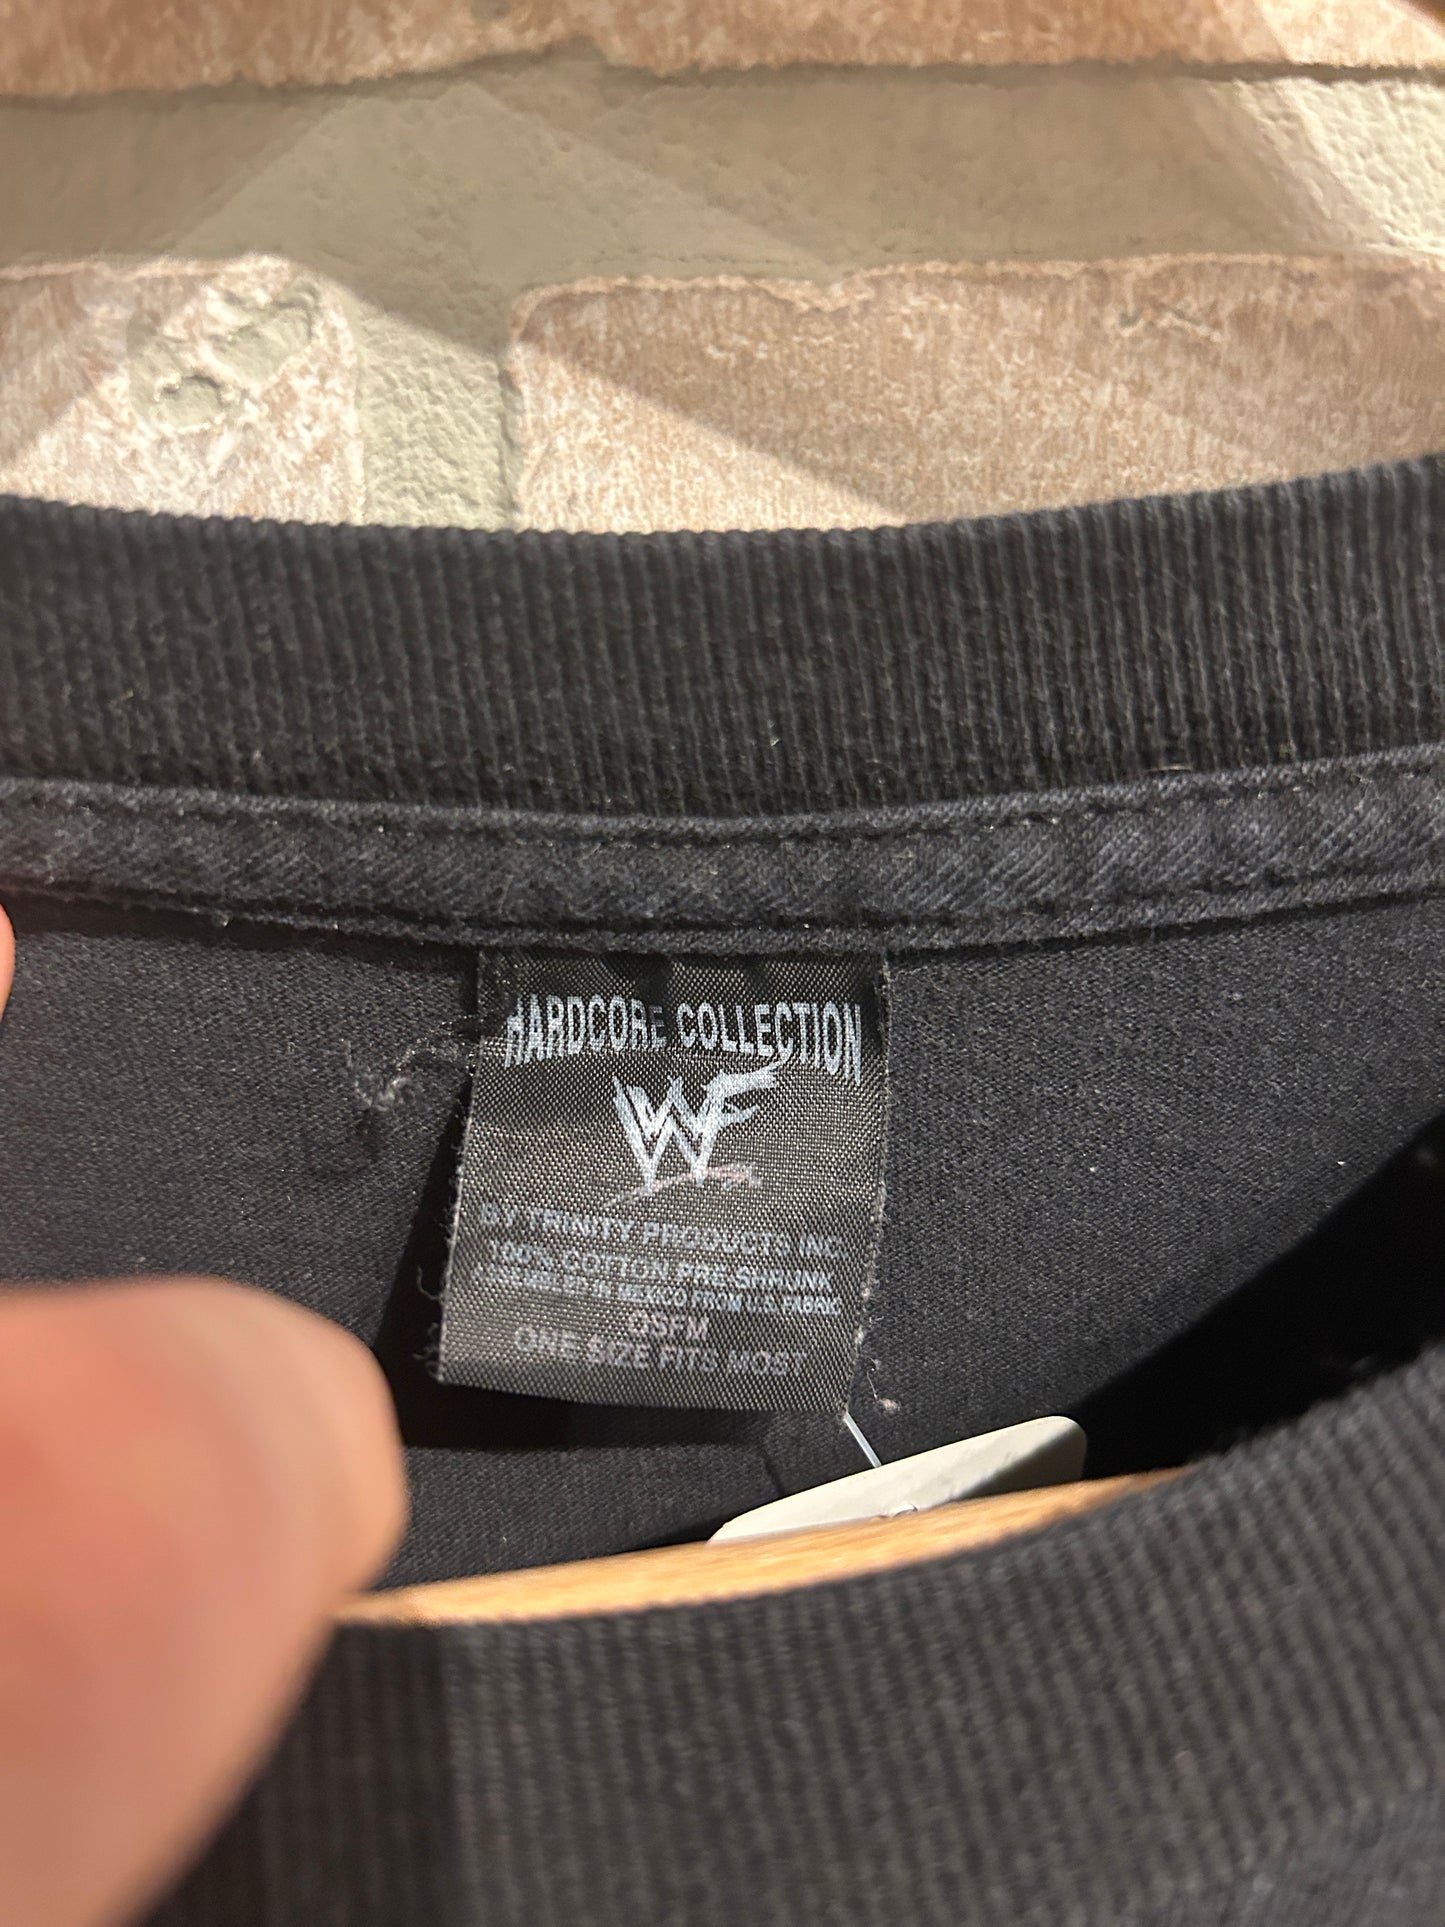 HARDCORE COLLECTION
WF
BY TRINITY PRODUCTS INC
100% COTTON PRE-SHRUNK
ASSEMBLED IN MEXICO FROM U.S. FABRIC
OSFM
ONE SIZE FITS MOST